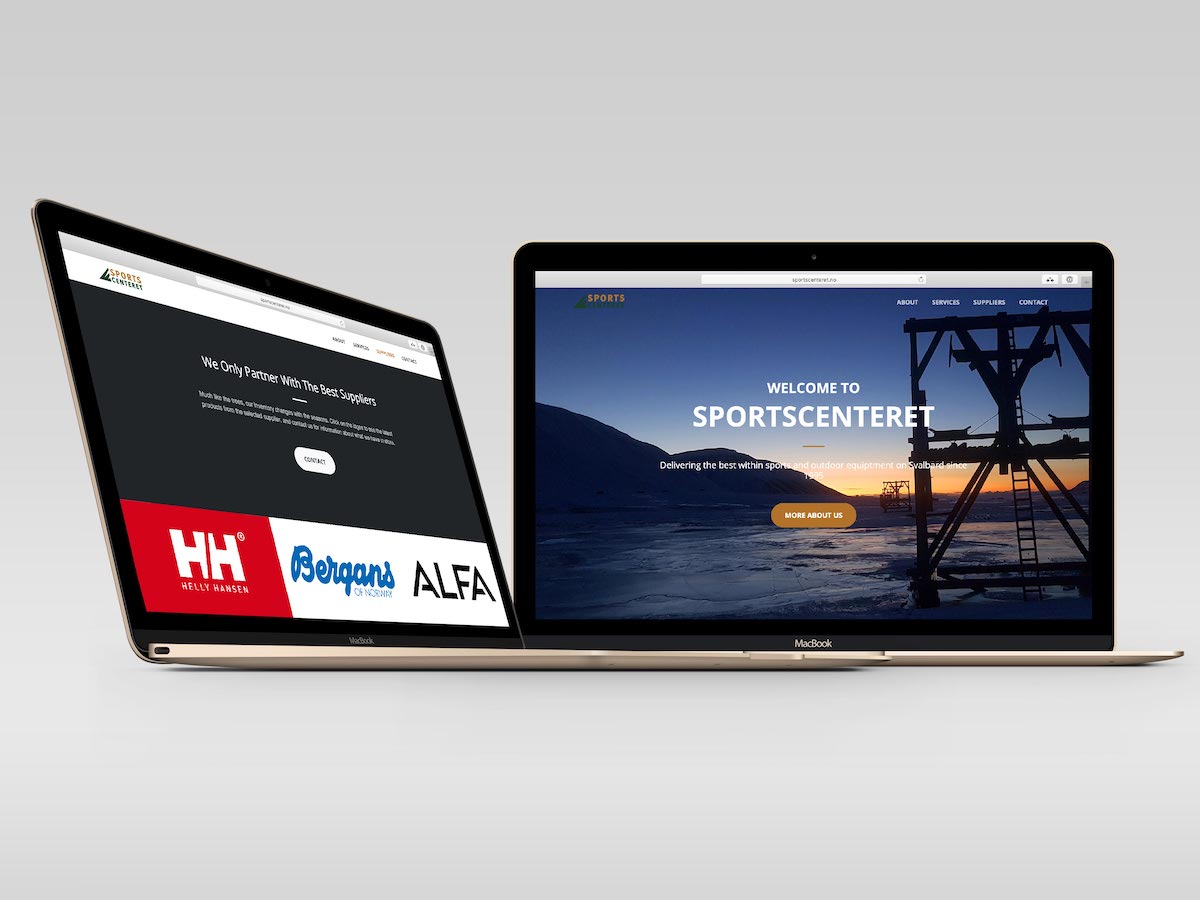 SPORTS
CENTERET
sportscenteret.no
ABOUT SERVICES SUPPLIERS CONTACT
We Only Partner With The Best Suppliers
Much like the trees, our inventory changes with the seasons. Click on the logos to see the latest
products from the selected supplier, and contact us for information about what we have in store.
CONTACT
HH®
HELLY HANSEN
Bergans
OF NORWAY
ALFA
MacBook
sportscenteret.no
SPORTS
CENTERET
ABOUT SERVICES SUPPLIERS CONTACT
WELCOME TO
SPORTSCENTERET
Delivering the best within sports and outdoor equiptment on Svalbard since
1995
MORE ABOUT US
MacBook